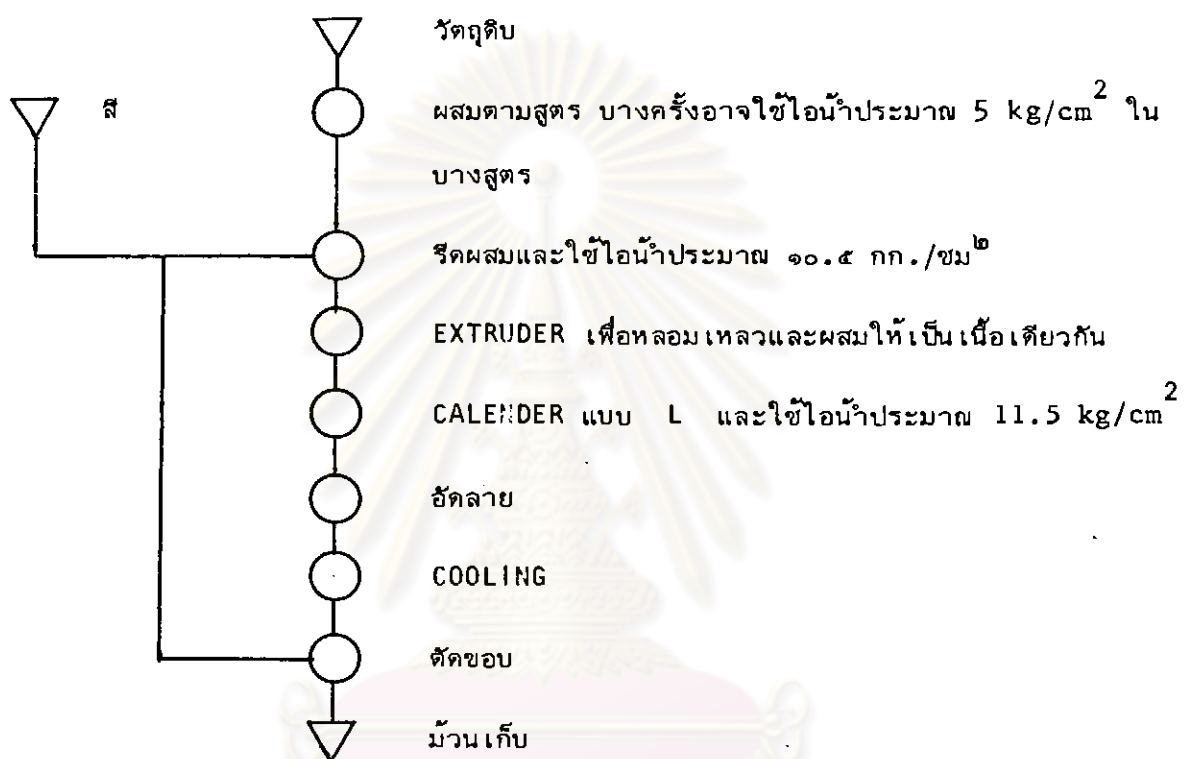 วัตถุดิบ
สี
ผสมตามสูตร บางครั้งอาจใช้ไอน้ำประมาณ 5 kg/cm² ใน
บางสูตร
รีดผสมและใช้ไอน้ำประมาณ ๑๐.๕ กก./ซม๒
EXTRUDER เพื่อหลอมเหลวและผสมให้เป็นเนื้อเดียวกัน
CALENDER แบบ L และใช้ไอน้ำประมาณ 11.5 kg/cm²
อัดลาย
COOLING
ตัดขอบ
ม้วนเก็บ